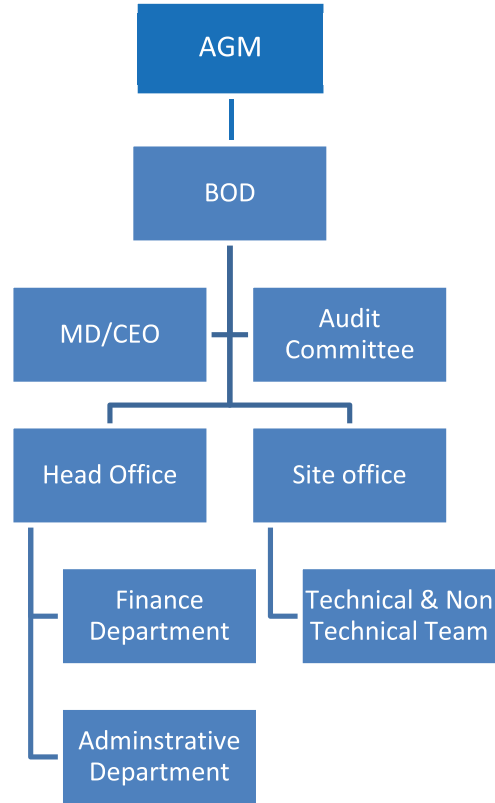 AGM
BOD
MD/CEO
Audit
Committee
Head Office
Site office
Finance
Department
Technical & Non
Technical Team
Adminstrative
Department